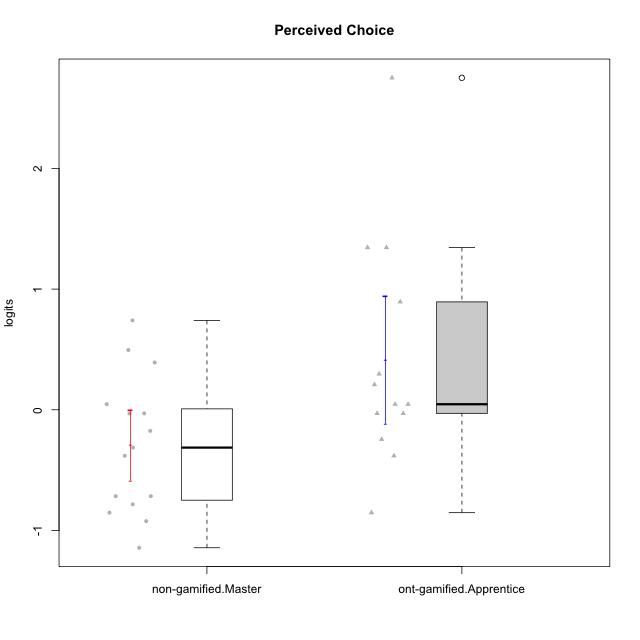 Perceived Choice
logits
2
1
0
-1
non-gamified.Master
ont-gamified.Apprentice